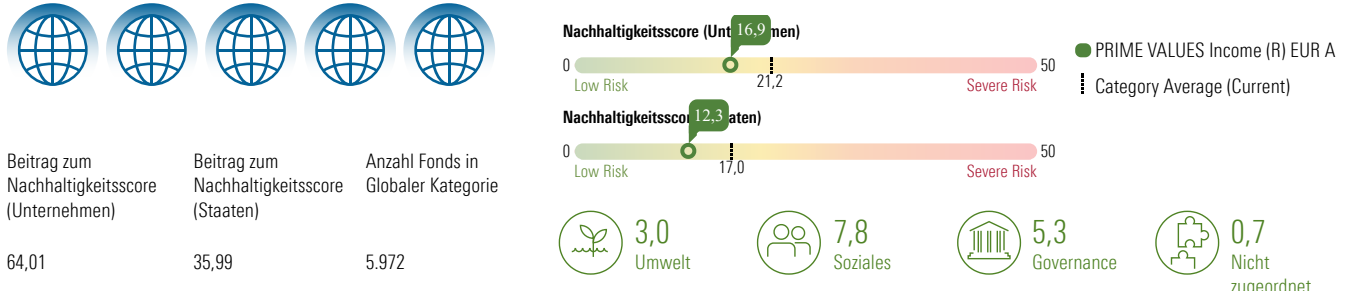 Beitrag zum
Nachhaltigkeitsscore
(Unternehmen)
64,01
Beitrag zum
Nachhaltigkeitsscore
(Staaten)
35,99
Anzahl Fonds in
Globaler Kategorie
5.972
Nachhaltigkeitsscore (Unt men)
16,9
0
50
Low Risk
21,2
Severe Risk
Nachhaltigkeitsscor aten)
12,3
0
50
Low Risk
17,0
Severe Risk
PRIME VALUES Income (R) EUR A
Category Average (Current)
3,0
Umwelt
7,8
Soziales
5,3
Governance
0,7
Nicht
zugeordnet